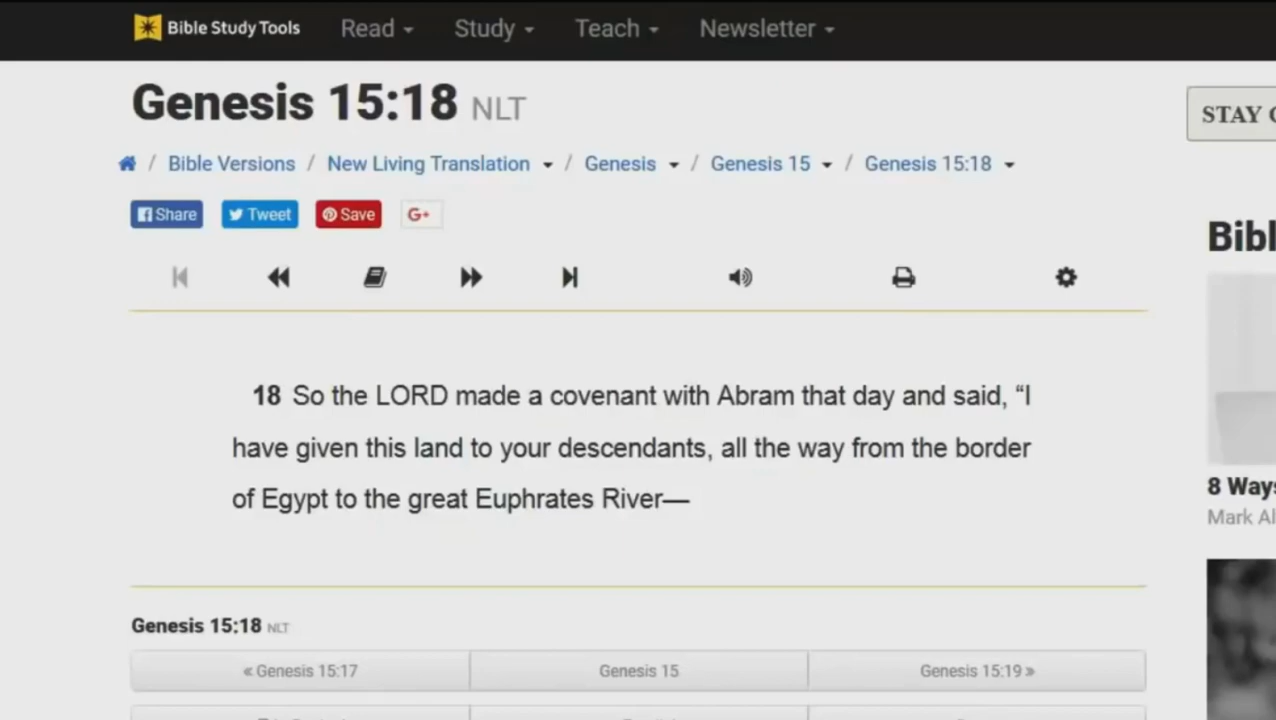 Bible Study Tools Read Study Teach Newsletter
Genesis 15:18 NLT
STAY
/ Bible Versions / New Living Translation / Genesis / Genesis 15 / Genesis 15:18
Share Tweet Save G+
Bibl
18 So the LORD made a covenant with Abram that day and said, “I
have given this land to your descendants, all the way from the border
of Egypt to the great Euphrates River—
8 Ways
Mark Al
Genesis 15:18 NLT
« Genesis 15:17 Genesis 15 Genesis 15:19 »